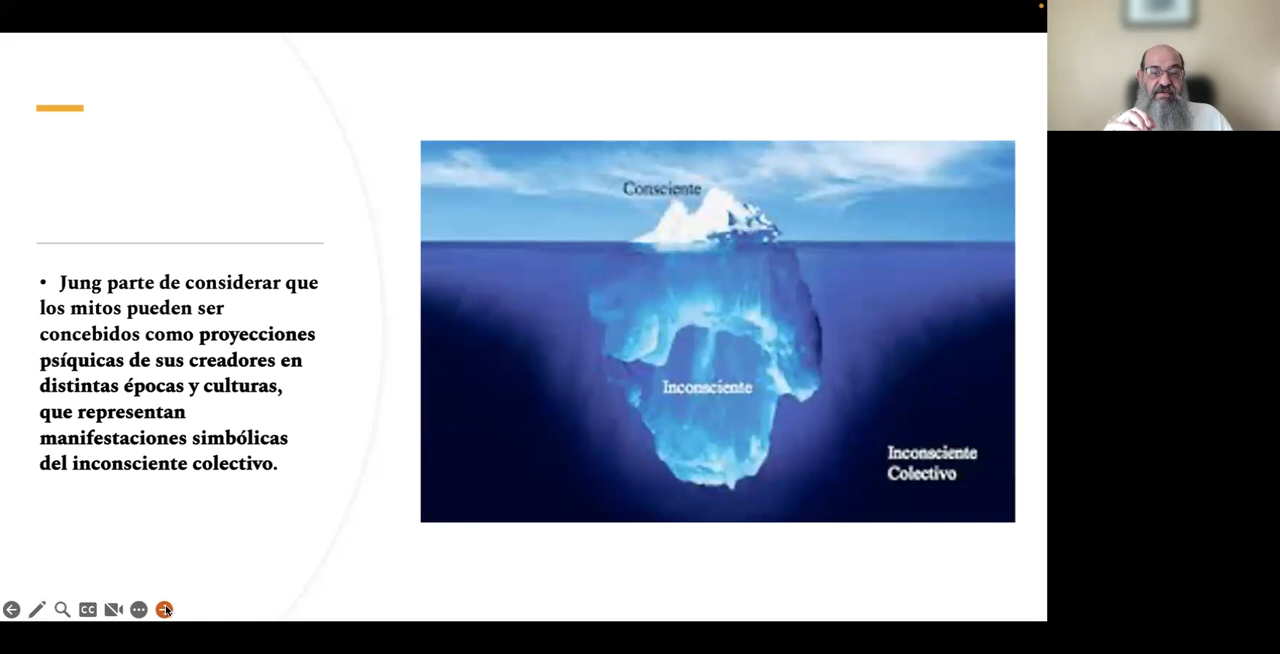 • Jung parte de considerar que
los mitos pueden ser
concebidos como proyecciones
psíquicas de sus creadores en
distintas épocas y culturas,
que representan
manifestaciones simbólicas
del inconsciente colectivo.
Consciente
Inconsciente
Inconsciente
Colectivo
CC